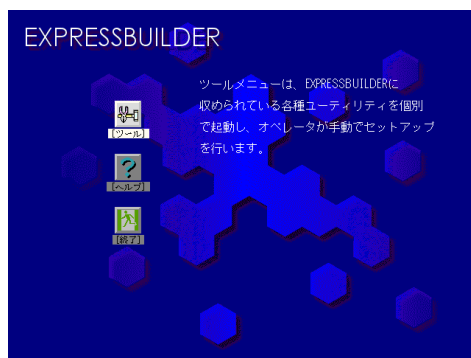 EXPRESSBUILDER
ツールメニューは、EXPRESSBUILDERに
収められている各種ユーティリティを個別
で起動し、オペレータが手動でセットアップ
を行います。
[ツール]
[ヘルプ]
[終了]